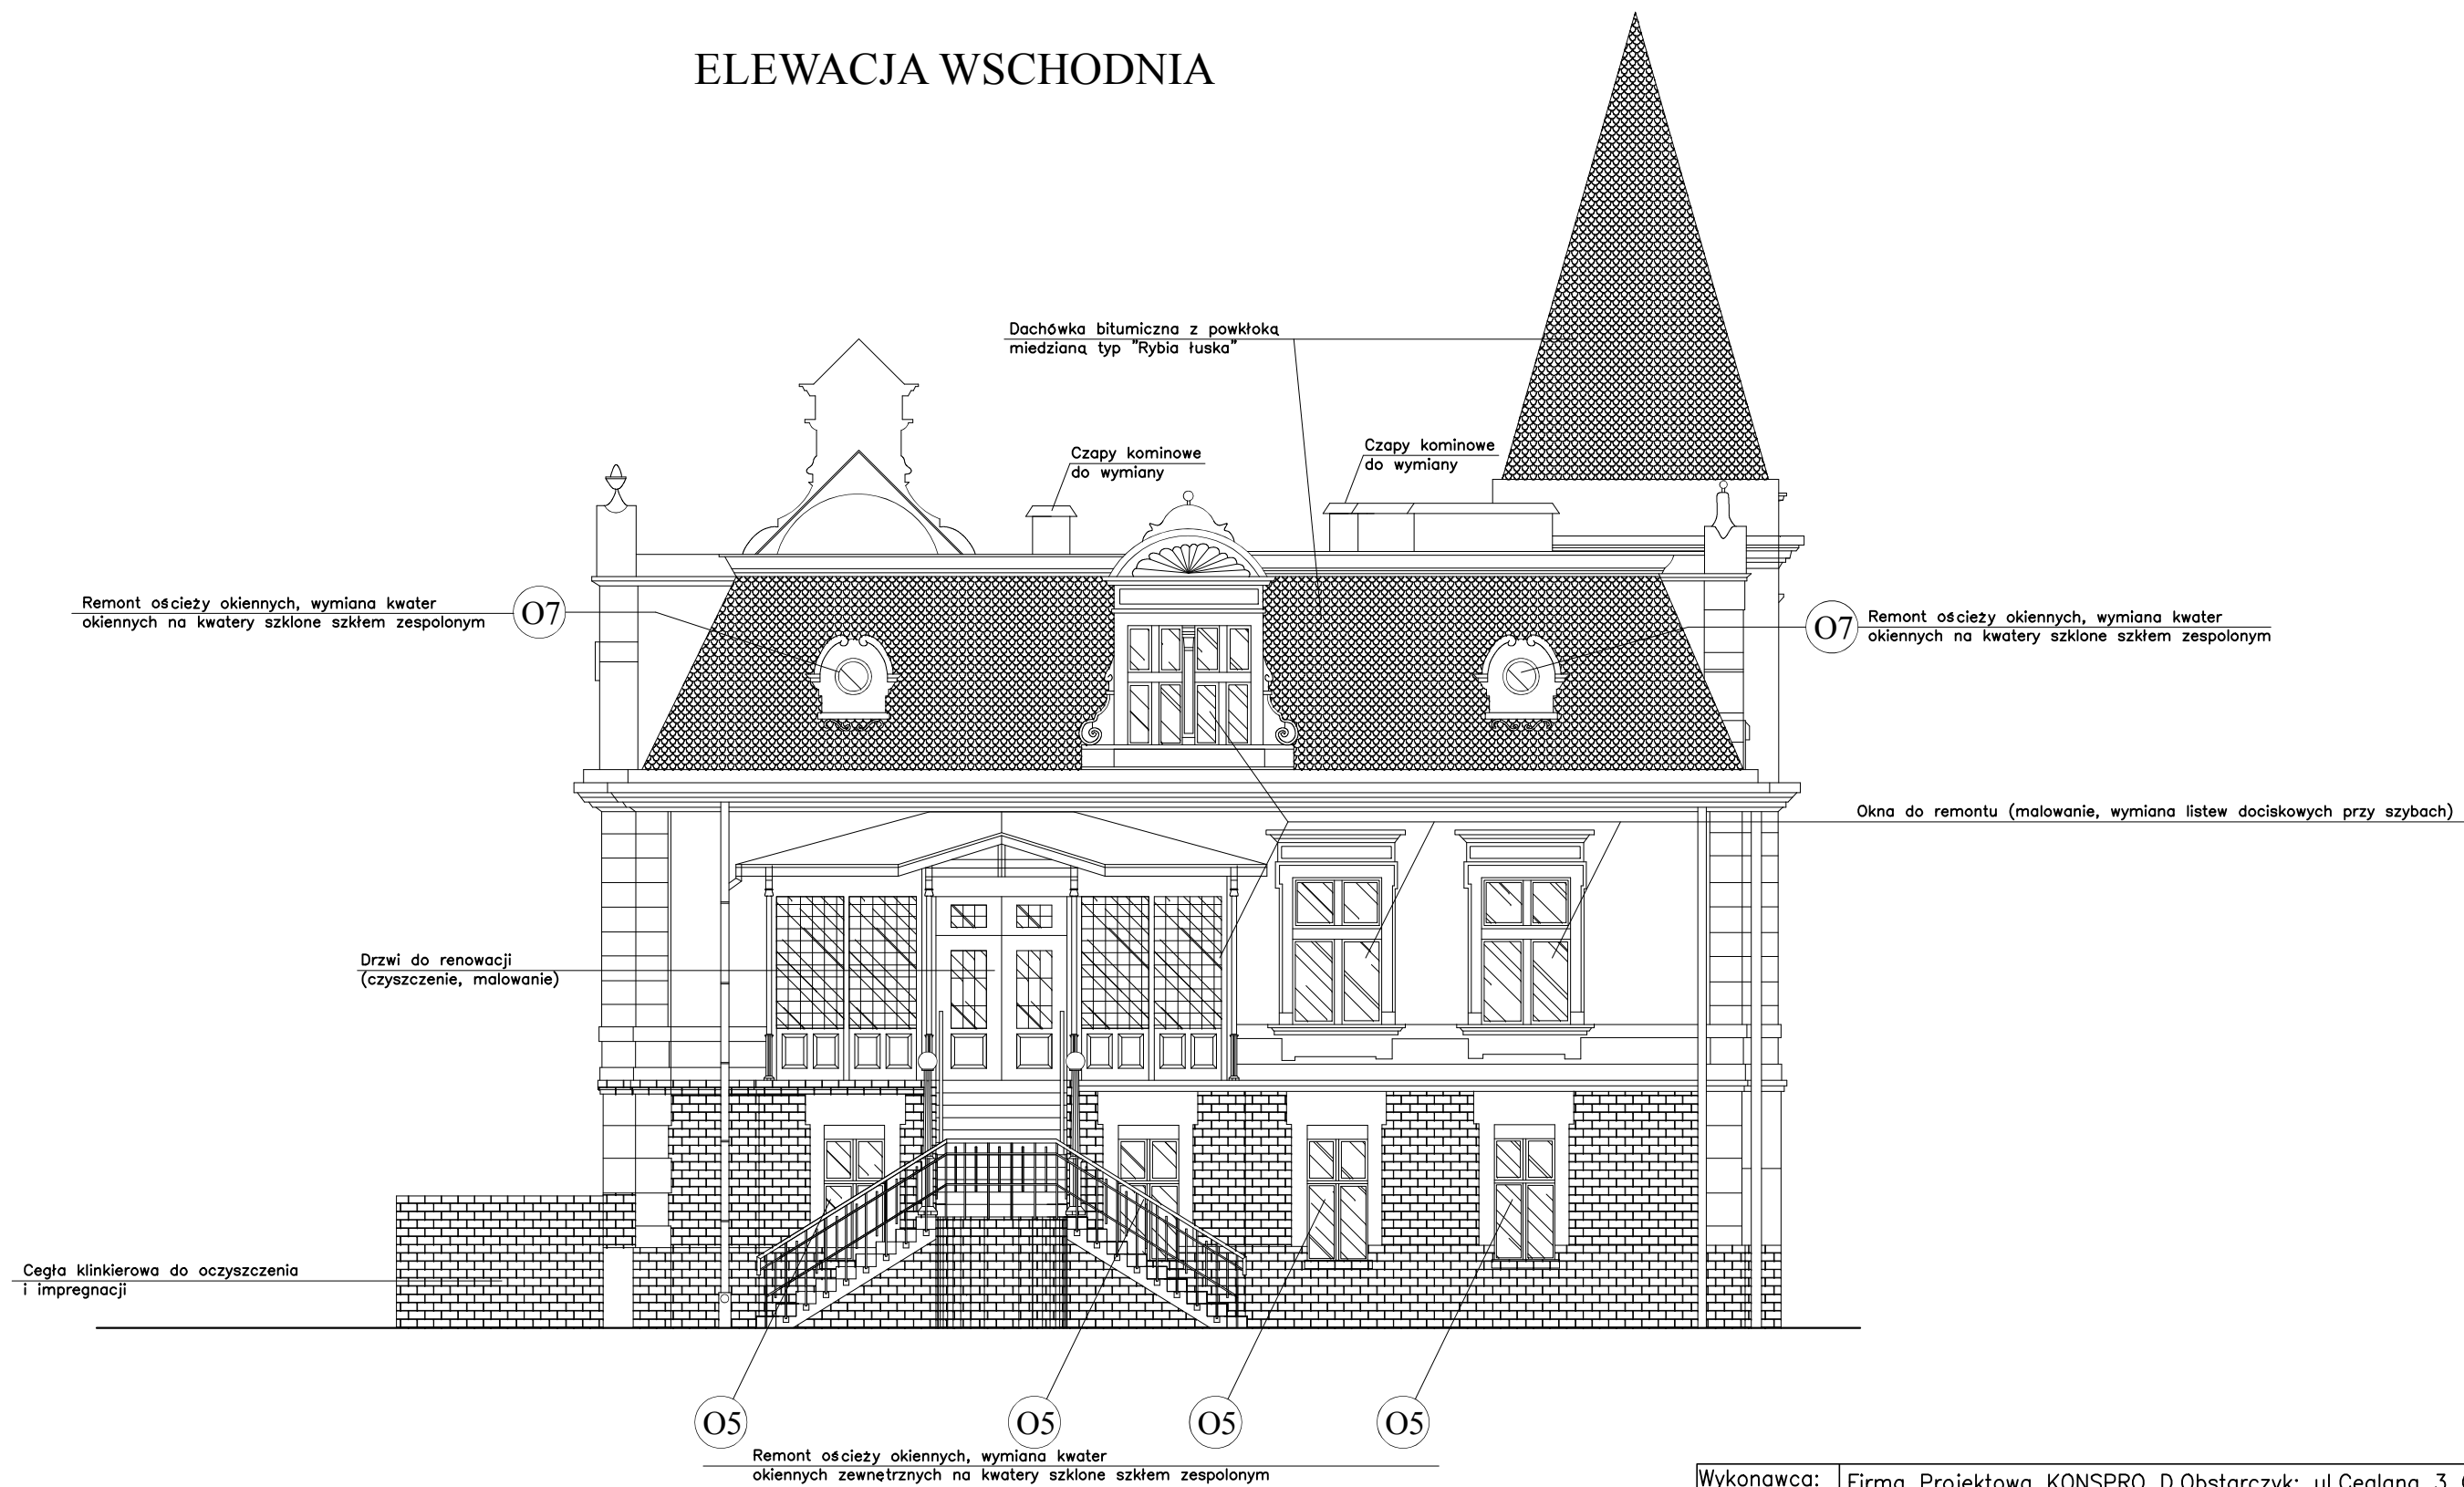 ELEWACJA WSCHODNIA
Dachówka bitumiczna z powkłoką
miedzianą typ "Rybia łuska"
Czapy kominowe
do wymiany
Czapy kominowe
do wymiany
Remont ościeży okiennych, wymiana kwater
okiennych na kwatery szklone szkłem zespolonym
O7
O7
Remont ościeży okiennych, wymiana kwater
okiennych na kwatery szklone szkłem zespolonym
Okna do remontu (malowanie, wymiana listew dociskowych przy szybach)
Drzwi do renowacji
(czyszczenie, malowanie)
Cegła klinkierowa do oczyszczenia
i impregnacji
O5
O5
O5
O5
Remont ościeży okiennych, wymiana kwater
okiennych zewnętrznych na kwatery szklone szkłem zespolonym
Wykonawca:
Firma Projektowa KONSPRO D.Obstarczyk; ul.Ceglana 3